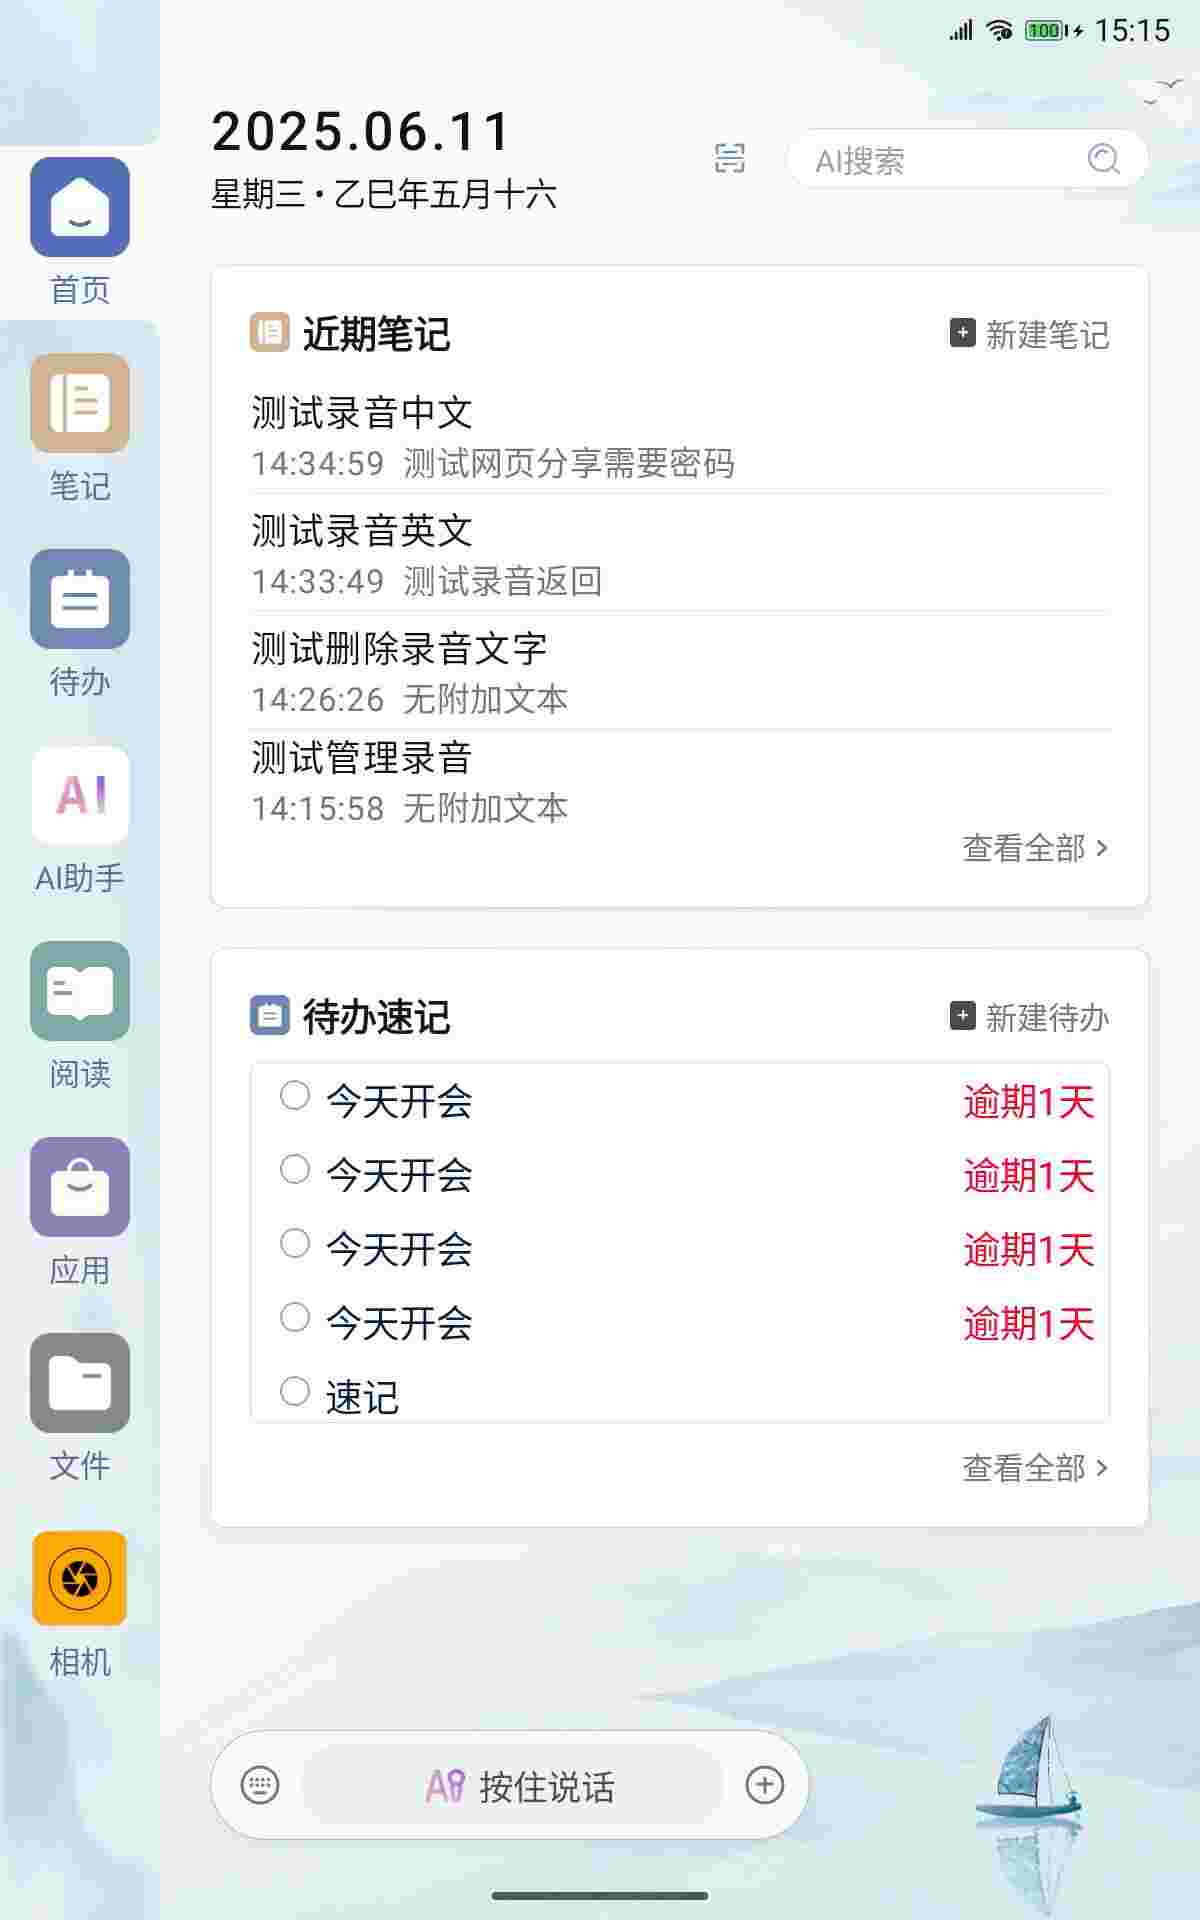 100 15:15
2025.06.11
星期三·乙巳年五月十六
AI搜索
首页
笔记
待办
AI
AI助手
阅读
应用
文件
相机
近期笔记
新建笔记
测试录音中文
14:34:59 测试网页分享需要密码
测试录音英文
14:33:49 测试录音返回
测试删除录音文字
14:26:26 无附加文本
测试管理录音
14:15:58 无附加文本
查看全部 >
待办速记
新建待办
今天开会 逾期1天
今天开会 逾期1天
今天开会 逾期1天
今天开会 逾期1天
速记
查看全部 >
AI 按住说话